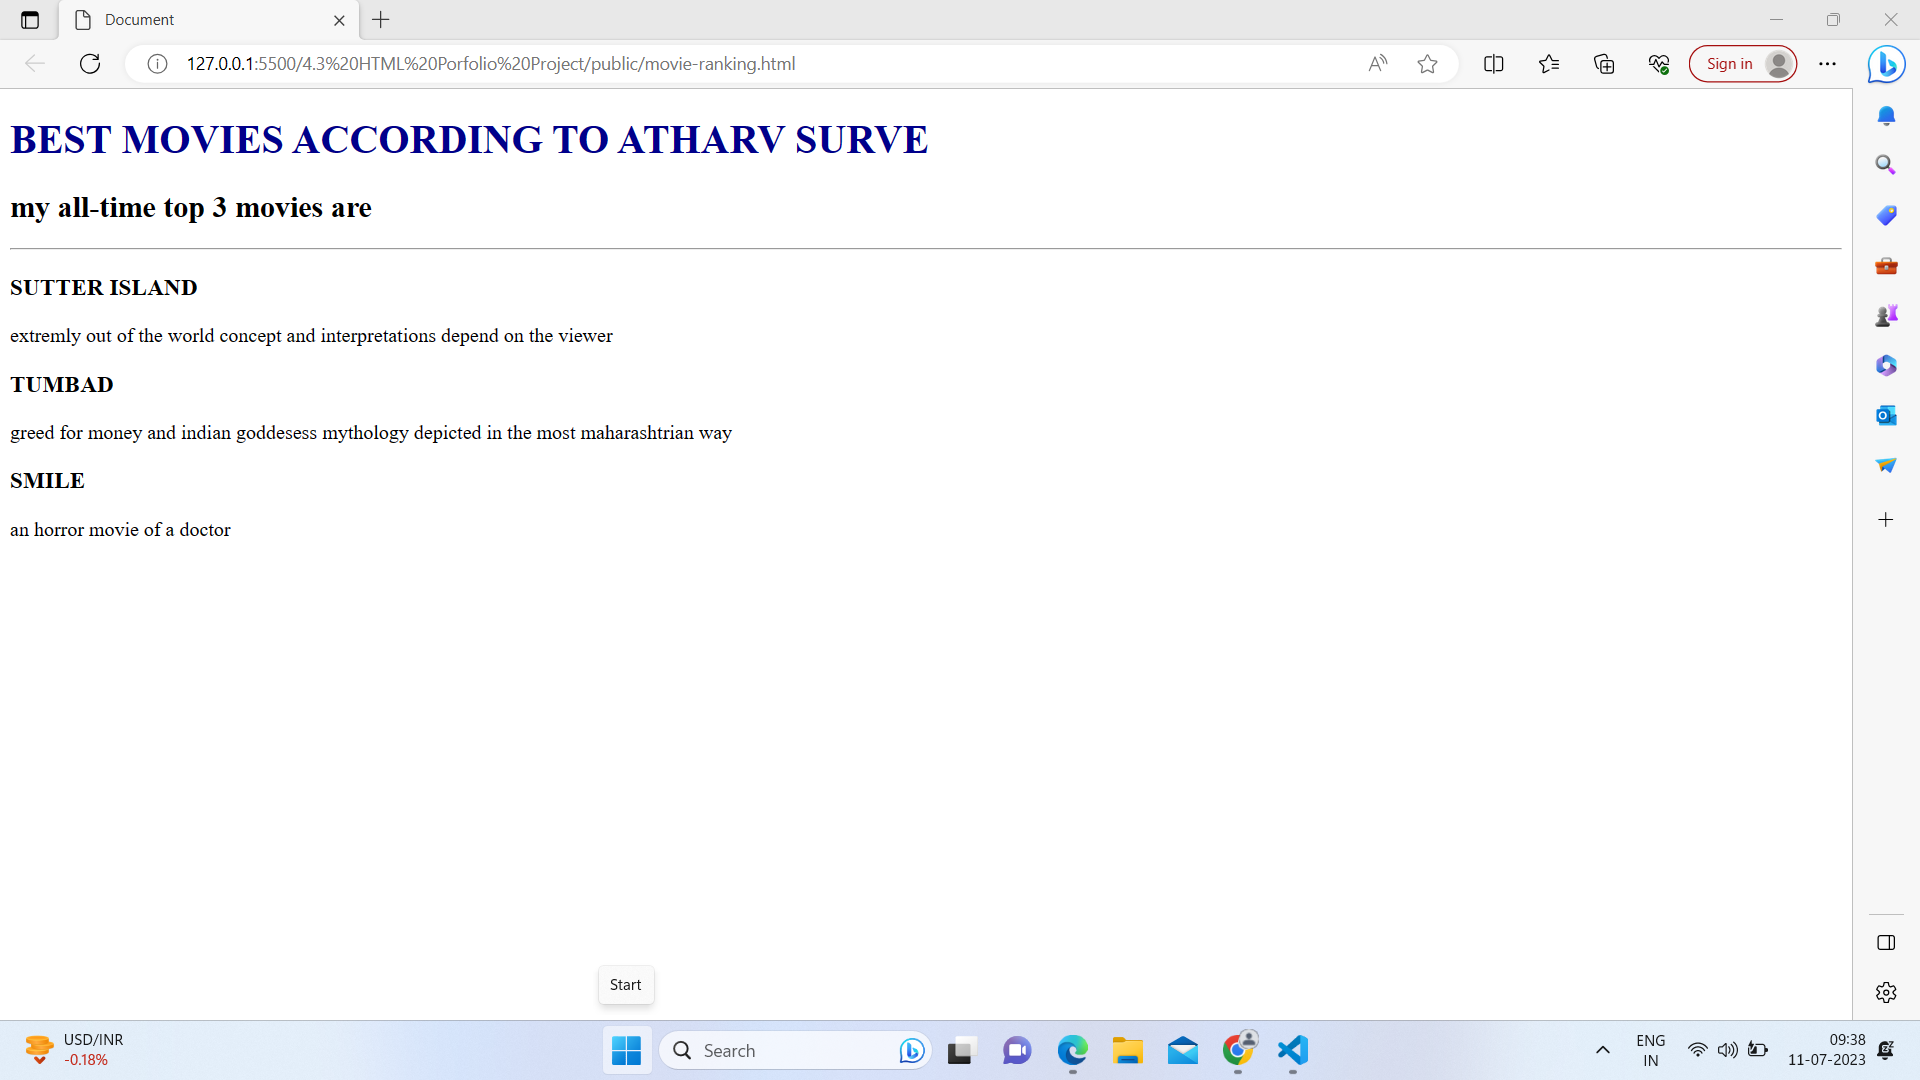 Document
127.0.0.1:5500/4.3%20HTML%20Porfolio%20Project/public/movie-ranking.html
Sign in
BEST MOVIES ACCORDING TO ATHARV SURVE
my all-time top 3 movies are
SUTTER ISLAND
extremly out of the world concept and interpretations depend on the viewer
TUMBAD
greed for money and indian goddesess mythology depicted in the most maharashtrian way
SMILE
an horror movie of a doctor
Start
USD/INR
-0.18%
Search
ENG
IN
09:38
11-07-2023